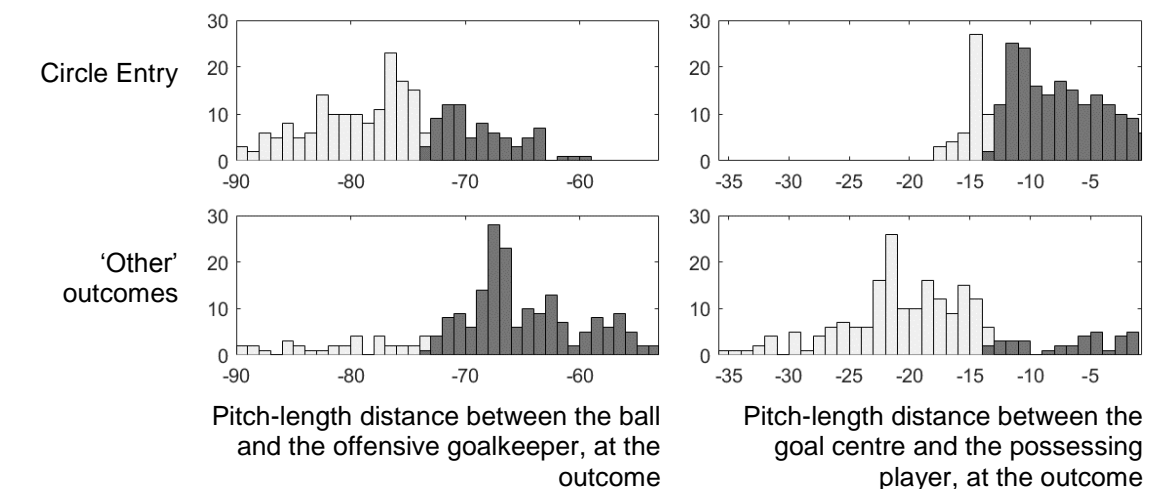 30
20
10
0
-90 -80 -70 -60
Circle Entry
30
20
10
0
-35 -30 -25 -20 -15 -10 -5
30
20
10
0
-90 -80 -70 -60
‘Other’
outcomes
30
20
10
0
-35 -30 -25 -20 -15 -10 -5
Pitch-length distance between the ball
and the offensive goalkeeper, at the
outcome
Pitch-length distance between the
goal centre and the possessing
player, at the outcome